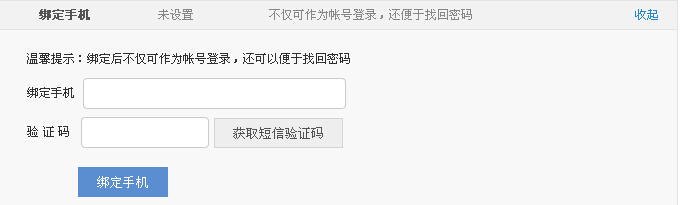 绑定手机 未设置 不仅可作为帐号登录，还便于找回密码 收起
温馨提示：绑定后不仅可作为帐号登录，还可以便于找回密码
绑定手机
验 证 码 获取短信验证码
绑定手机